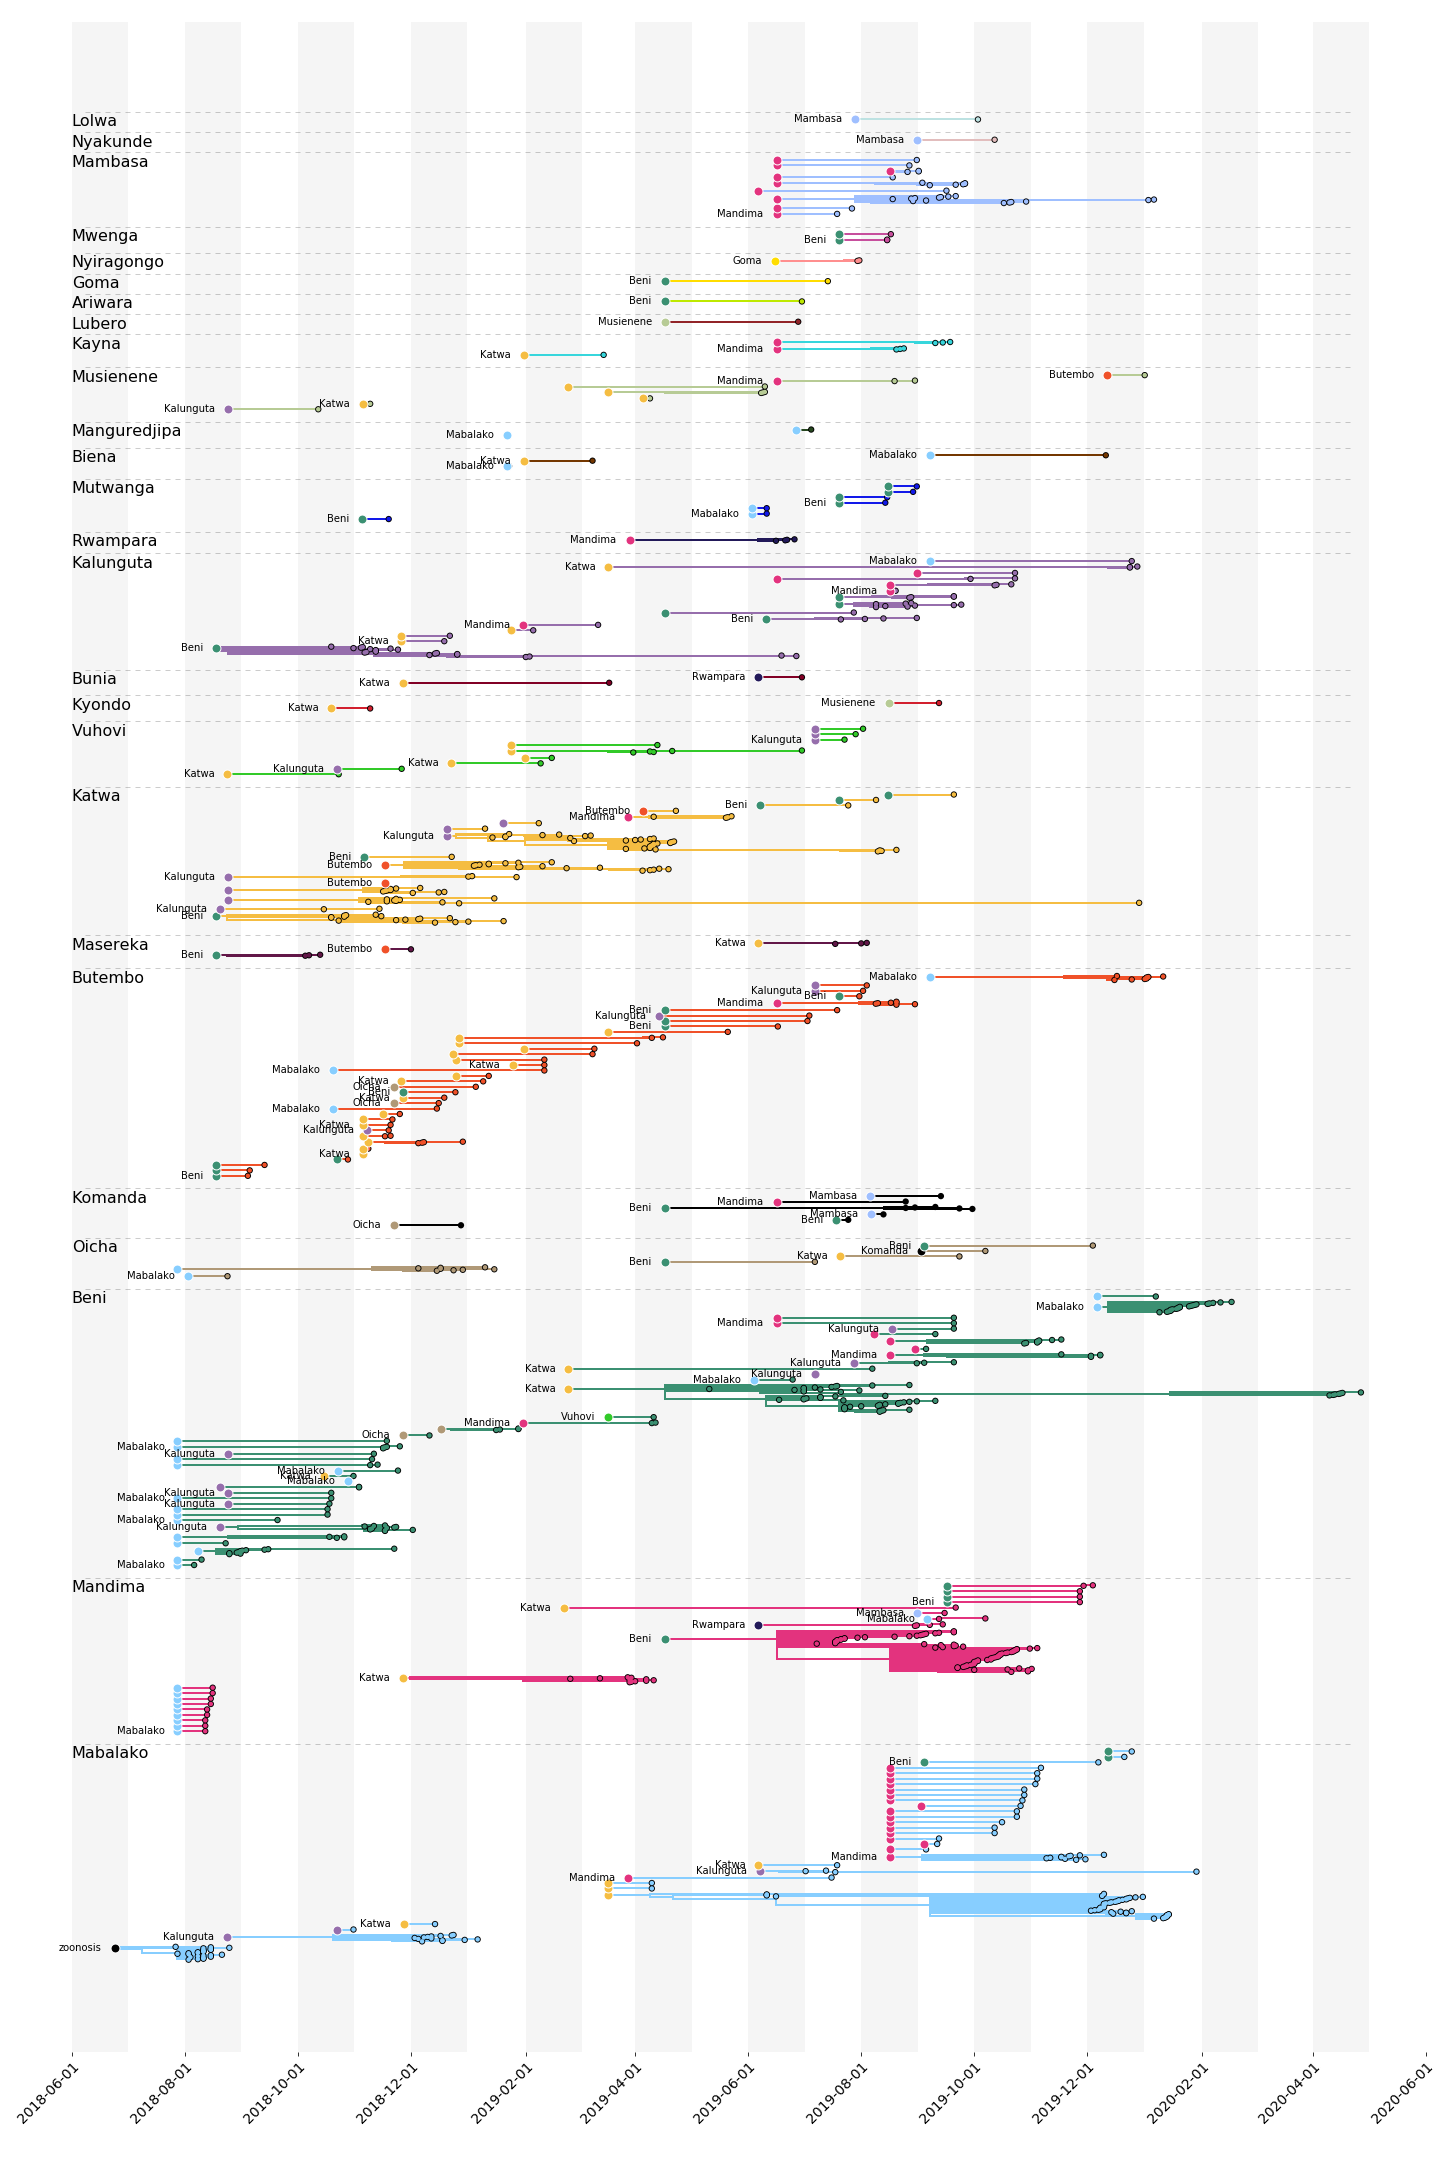 Lolwa
Mambasa
Nyakunde
Mambasa
Mambasa
Mandima
Mwenga
Beni
Nyiragongo
Goma
Goma
Beni
Ariwara
Beni
Lubero
Musienene
Kayna
Mandima
Katwa
Musienene
Butembo
Mandima
Katwa
Kalunguta
Manguredjipa
Mabalako
Biena
Mabalako
Katwa
Mabalako
Mutwanga
Beni
Mabalako
Beni
Rwampara
Mandima
Kalunguta
Mabalako
Katwa
Mandima
Beni
Mandima
Katwa
Beni
Bunia
Rwampara
Katwa
Kyondo
Musienene
Katwa
Vuhovi
Kalunguta
Katwa
Kalunguta
Katwa
Katwa
Beni
Butembo
Mandima
Kalunguta
Beni
Butembo
Kalunguta
Butembo
Kalunguta
Beni
Masereka
Katwa
Butembo
Beni
Butembo
Mabalako
Kalunguta
Beni
Mandima
Beni
Kalunguta
Beni
Katwa
Mabalako
Katwa
Oicha
Beni
Katwa
Oicha
Mabalako
Katwa
Kalunguta
Katwa
Beni
Komanda
Mambasa
Mandima
Beni
Mambasa
Beni
Oicha
Oicha
Beni
Komanda
Katwa
Beni
Mabalako
Beni
Mabalako
Mandima
Kalunguta
Mandima
Kalunguta
Katwa
Kalunguta
Mabalako
Katwa
Vuhovi
Mandima
Oicha
Mabalako
Kalunguta
Mabalako
Katwa
Mabalako
Kalunguta
Mabalako
Kalunguta
Mabalako
Kalunguta
Mabalako
Mandima
Beni
Katwa
Mambasa
Mabalako
Rwampara
Beni
Katwa
Mabalako
Mabalako
Beni
Mandima
Katwa
Kalunguta
Mandima
Katwa
Kalunguta
zoonosis
2018-06-01
2018-08-01
2018-10-01
2018-12-01
2019-02-01
2019-04-01
2019-06-01
2019-08-01
2019-10-01
2019-12-01
2020-02-01
2020-04-01
2020-06-01